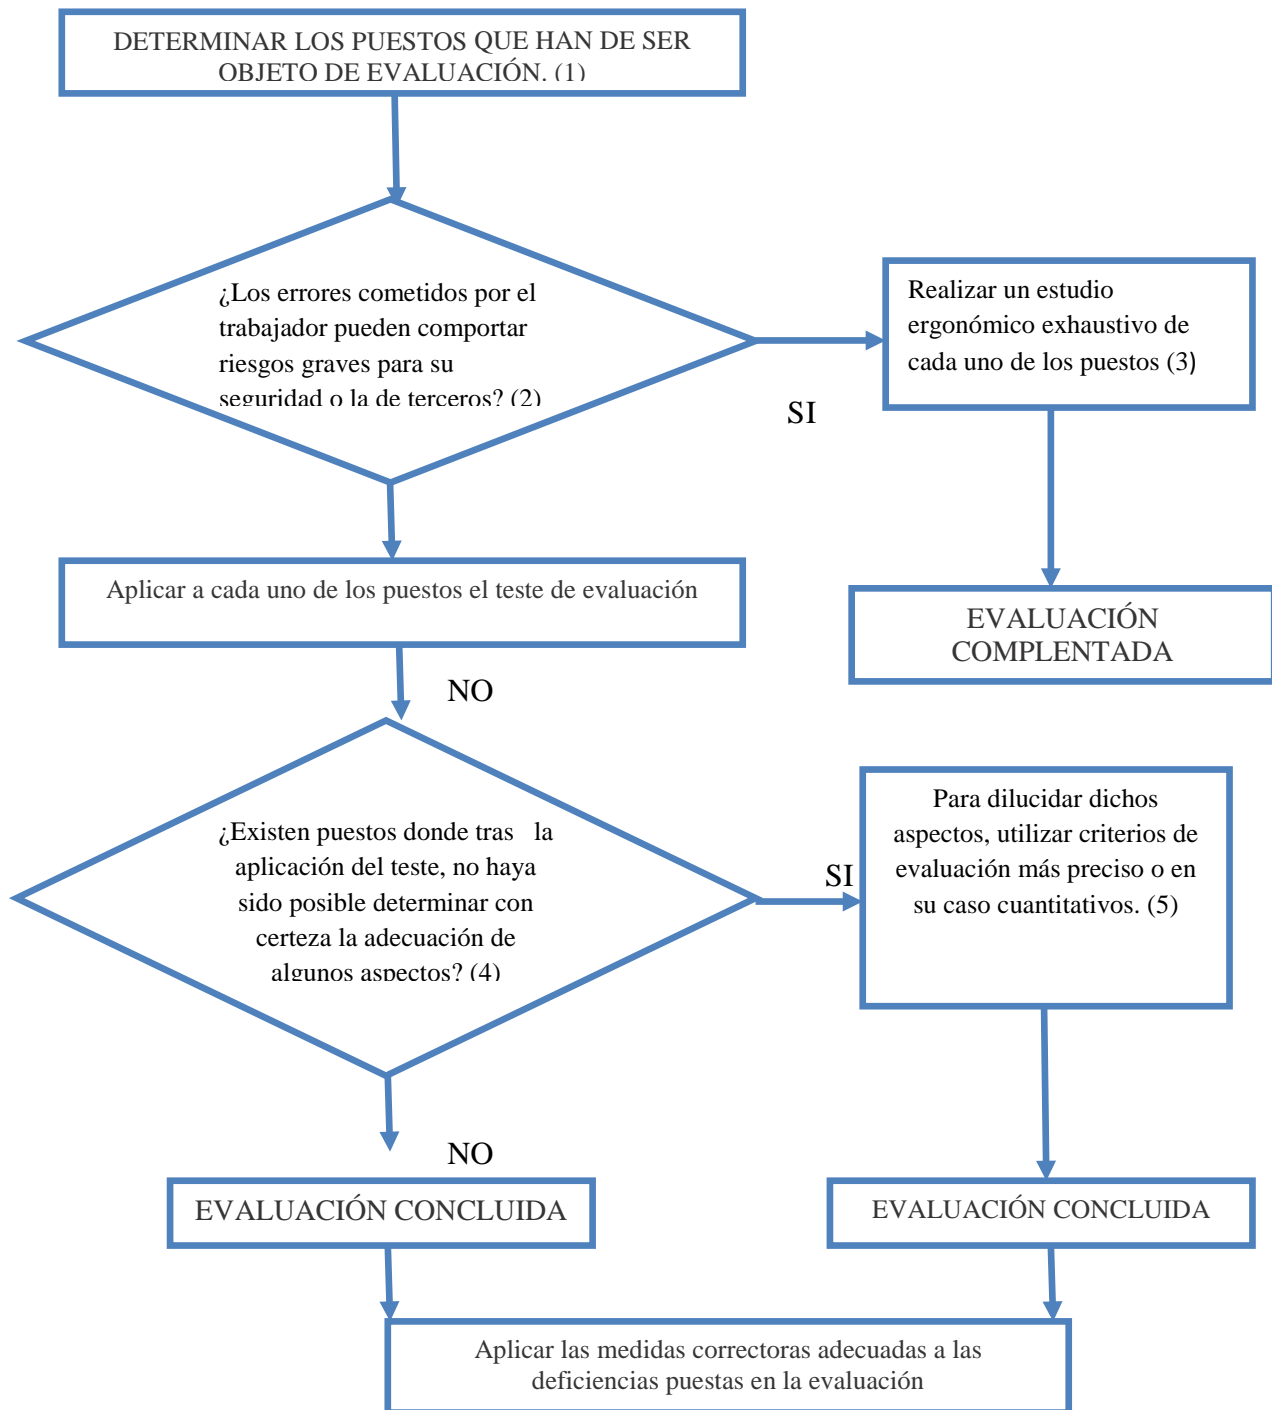 DETERMINAR LOS PUESTOS QUE HAN DE SER
OBJETO DE EVALUACIÓN. (1)
¿Los errores cometidos por el
trabajador pueden comportar
riesgos graves para su
seguridad o la de terceros? (2)
Realizar un estudio
ergonómico exhaustivo de
cada uno de los puestos (3)
SI
Aplicar a cada uno de los puestos el teste de evaluación
EVALUACIÓN
COMPLENTADA
NO
¿Existen puestos donde tras la
aplicación del teste, no haya
sido posible determinar con
certeza la adecuación de
algunos aspectos? (4)
SI
Para dilucidar dichos
aspectos, utilizar criterios de
evaluación más preciso o en
su caso cuantitativos. (5)
NO
EVALUACIÓN CONCLUIDA
EVALUACIÓN CONCLUIDA
Aplicar las medidas correctoras adecuadas a las
deficiencias puestas en la evaluación